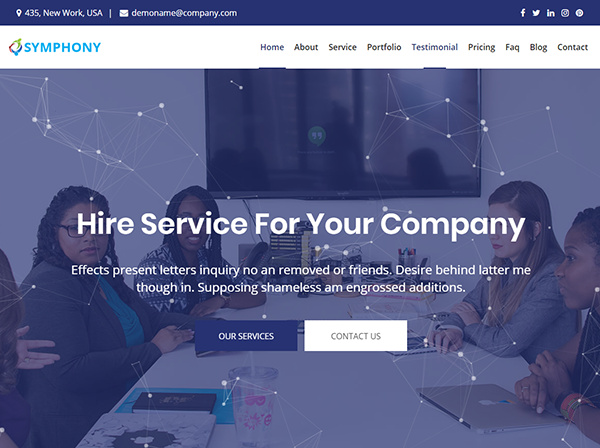 435, New Work, USA | demoname@company.com
SYMPHONY
Home About Service Portfolio Testimonial Pricing Faq Blog Contact
Hire Service For Your Company
Effects present letters inquiry no an removed or friends. Desire behind latter me
though in. Supposing shameless am engrossed additions.
OUR SERVICES CONTACT US